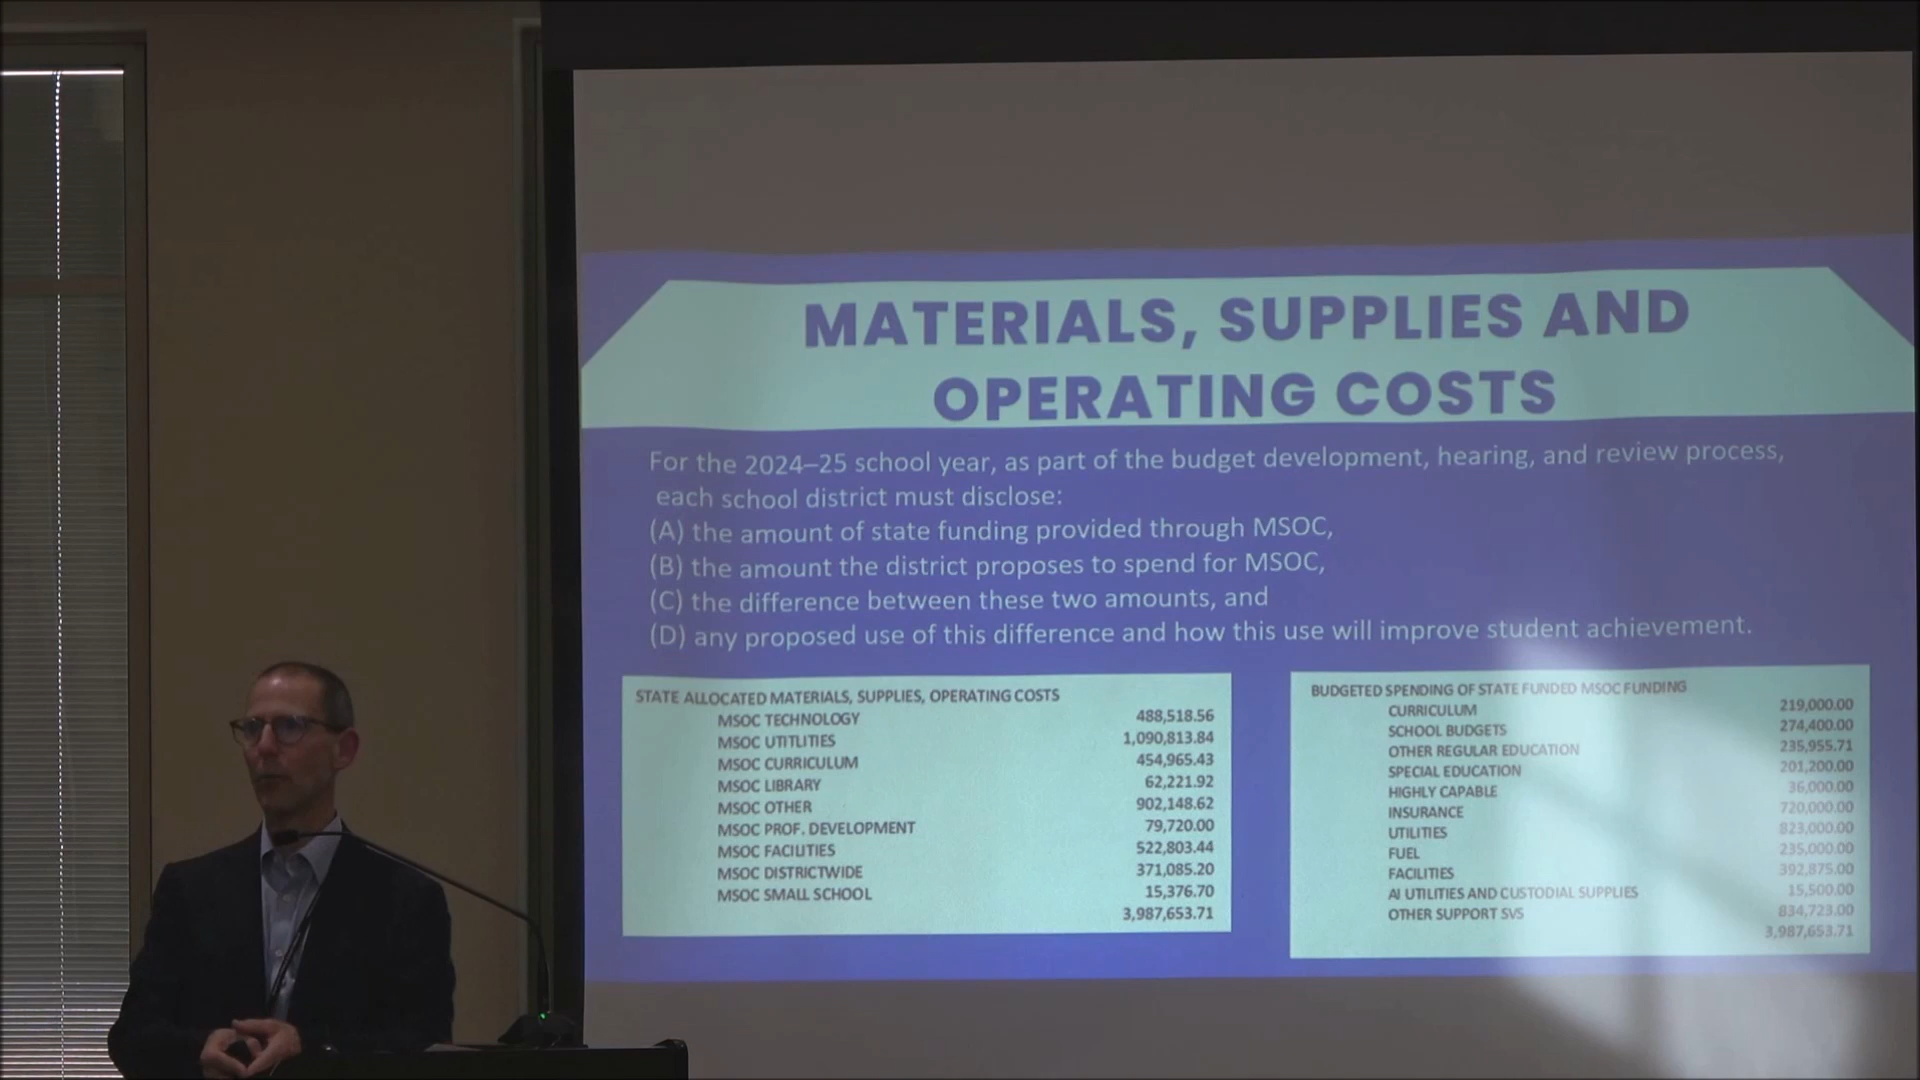 MATERIALS, SUPPLIES AND
OPERATING COSTS
For the 2024–25 school year, as part of the budget development, hearing, and review process,
each school district must disclose:
(A) the amount of state funding provided through MSOC,
(B) the amount the district proposes to spend for MSOC,
(C) the difference between these two amounts, and
(D) any proposed use of this difference and how this use will improve student achievement.
STATE ALLOCATED MATERIALS, SUPPLIES, OPERATING COSTS
MSOC TECHNOLOGY 488,518.56
MSOC UTITLITIES 1,090,813.84
MSOC CURRICULUM 454,965.43
MSOC LIBRARY 62,221.92
MSOC OTHER 902,148.62
MSOC PROF. DEVELOPMENT 79,720.00
MSOC FACILITIES 522,803.44
MSOC DISTRICTWIDE 371,085.20
MSOC SMALL SCHOOL 15,376.70
3,987,653.71
BUDGETED SPENDING OF STATE FUNDED MSOC FUNDING
CURRICULUM 219,000.00
SCHOOL BUDGETS 274,400.00
OTHER REGULAR EDUCATION 235,955.71
SPECIAL EDUCATION 201,200.00
HIGHLY CAPABLE 36,000.00
INSURANCE 720,000.00
UTILITIES 823,000.00
FUEL 235,000.00
FACILITIES 392,875.00
AI UTILITIES AND CUSTODIAL SUPPLIES 15,500.00
OTHER SUPPORT SVS 834,723.00
3,987,653.71